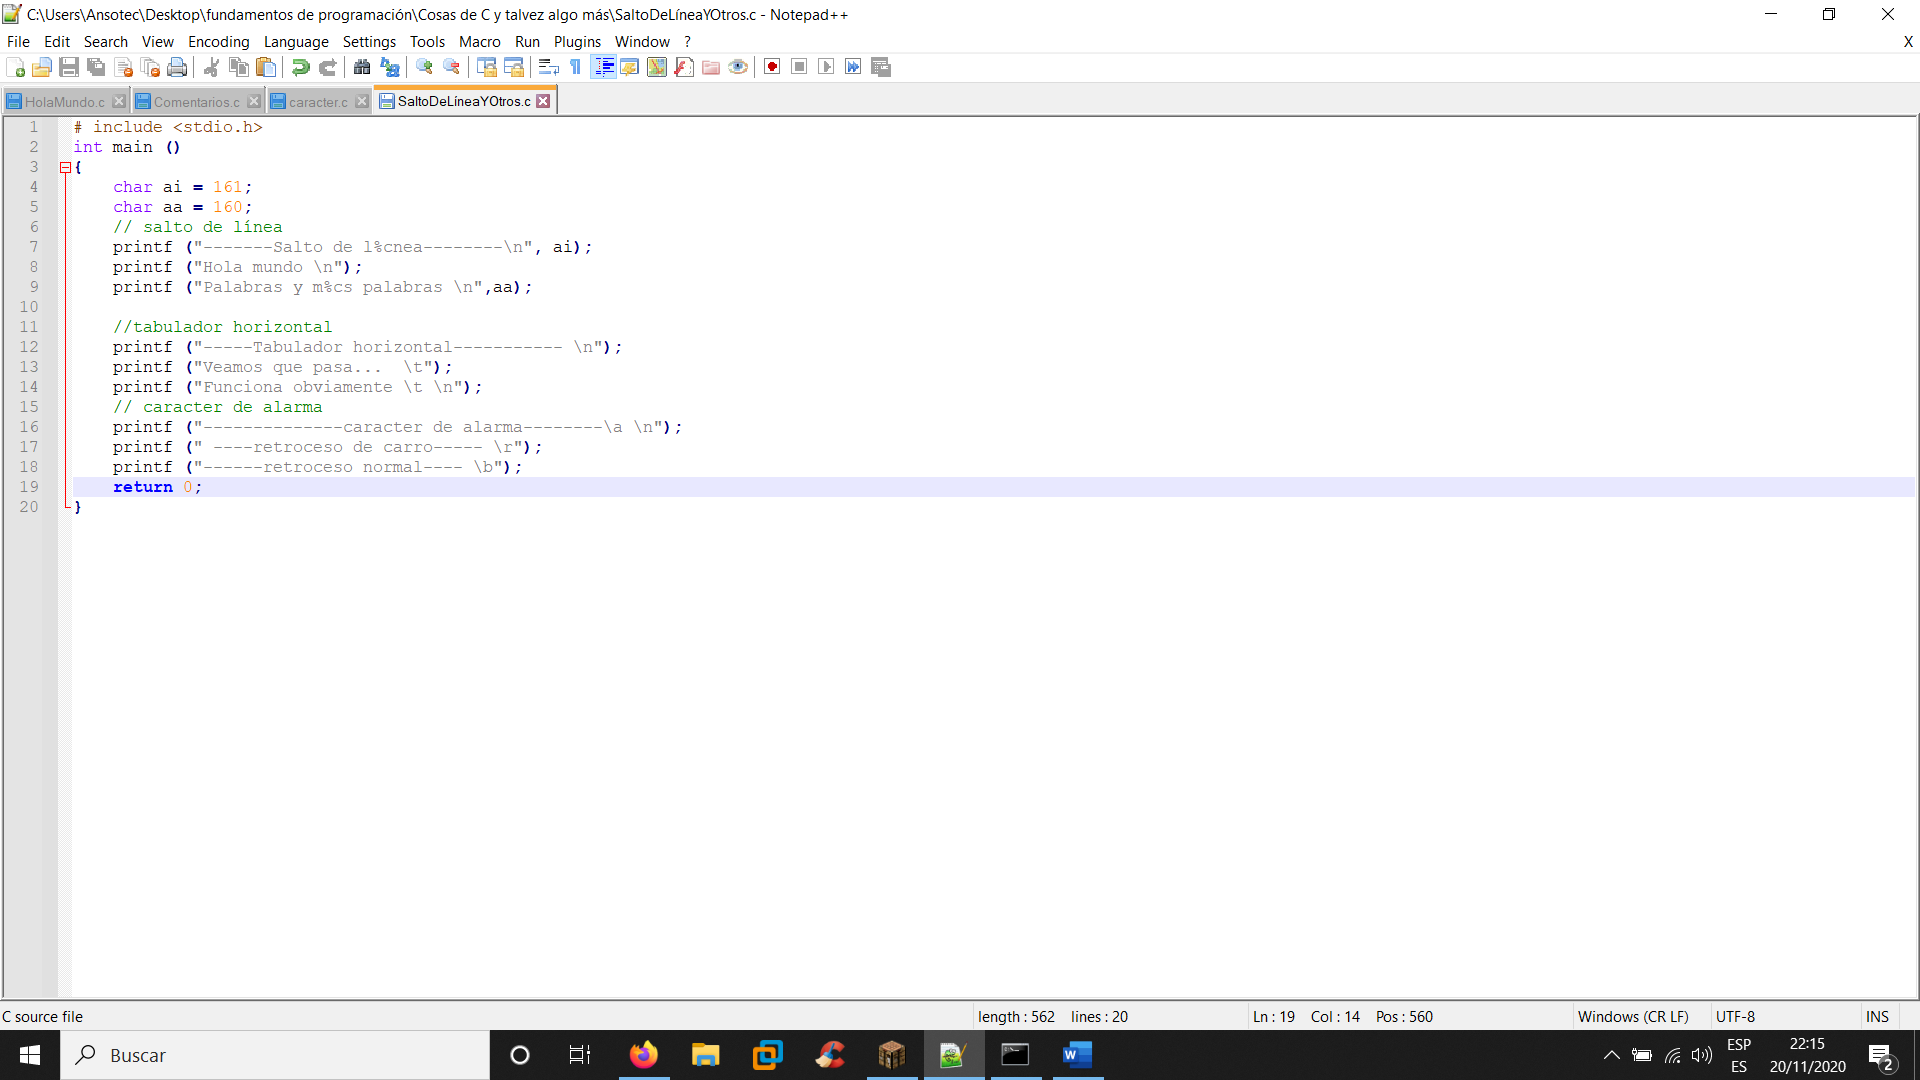 C:\Users\Ansotec\Desktop\fundamentos de programación\Cosas de C y talvez algo más\SaltoDeLíneaYOtros.c - Notepad++
File Edit Search View Encoding Language Settings Tools Macro Run Plugins Window ? X
HolaMundo.c Comentarios.c caracter.c SaltoDeLíneaYOtros.c
1 # include <stdio.h>
2 int main ()
3 {
4 char ai = 161;
5 char aa = 160;
6 // salto de línea
7 printf ("-------Salto de l%cnea--------\n", ai);
8 printf ("Hola mundo \n");
9 printf ("Palabras y m%cs palabras \n",aa);
10
11 //tabulador horizontal
12 printf ("-----Tabulador horizontal----------- \n");
13 printf ("Veamos que pasa...  \t");
14 printf ("Funciona obviamente \t \n");
15 // caracter de alarma
16 printf ("--------------caracter de alarma--------\a \n");
17 printf (" ----retroceso de carro----- \r");
18 printf ("------retroceso normal---- \b");
19 return 0;
20 }
C source file length : 562 lines : 20 Ln : 19 Col : 14 Pos : 560 Windows (CR LF) UTF-8 INS
Buscar
ESP
ES
22:15
20/11/2020
2